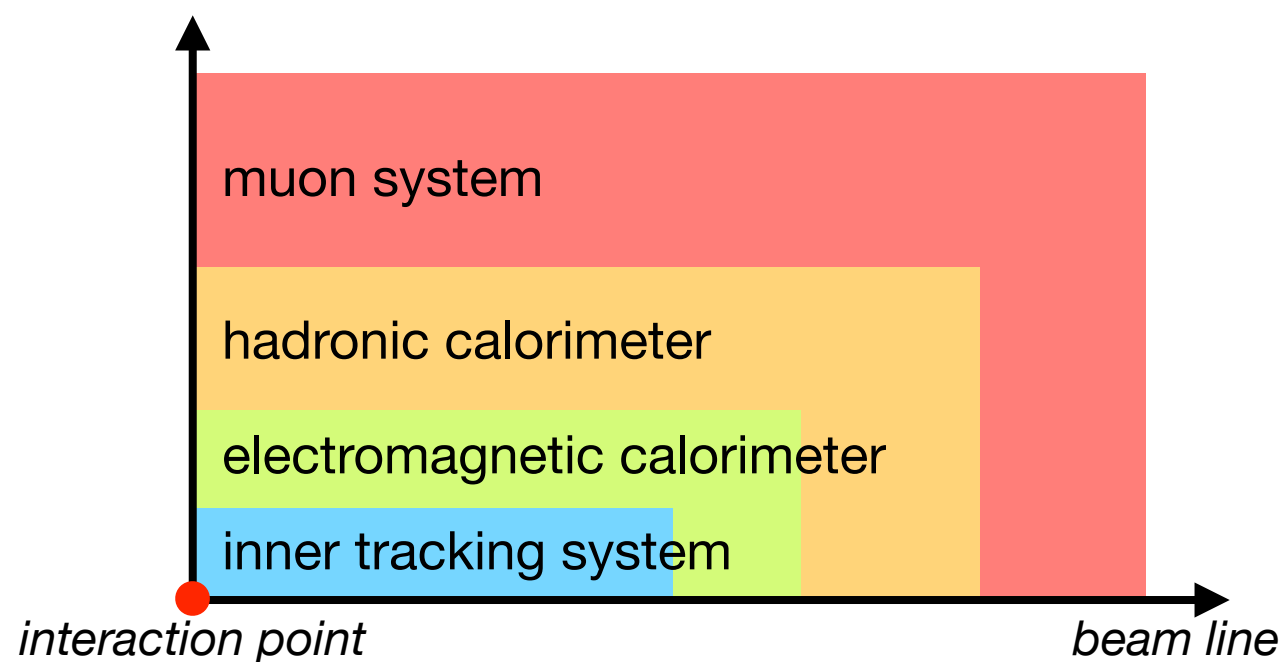 muon system
hadronic calorimeter
electromagnetic calorimeter
inner tracking system
interaction point
beam line